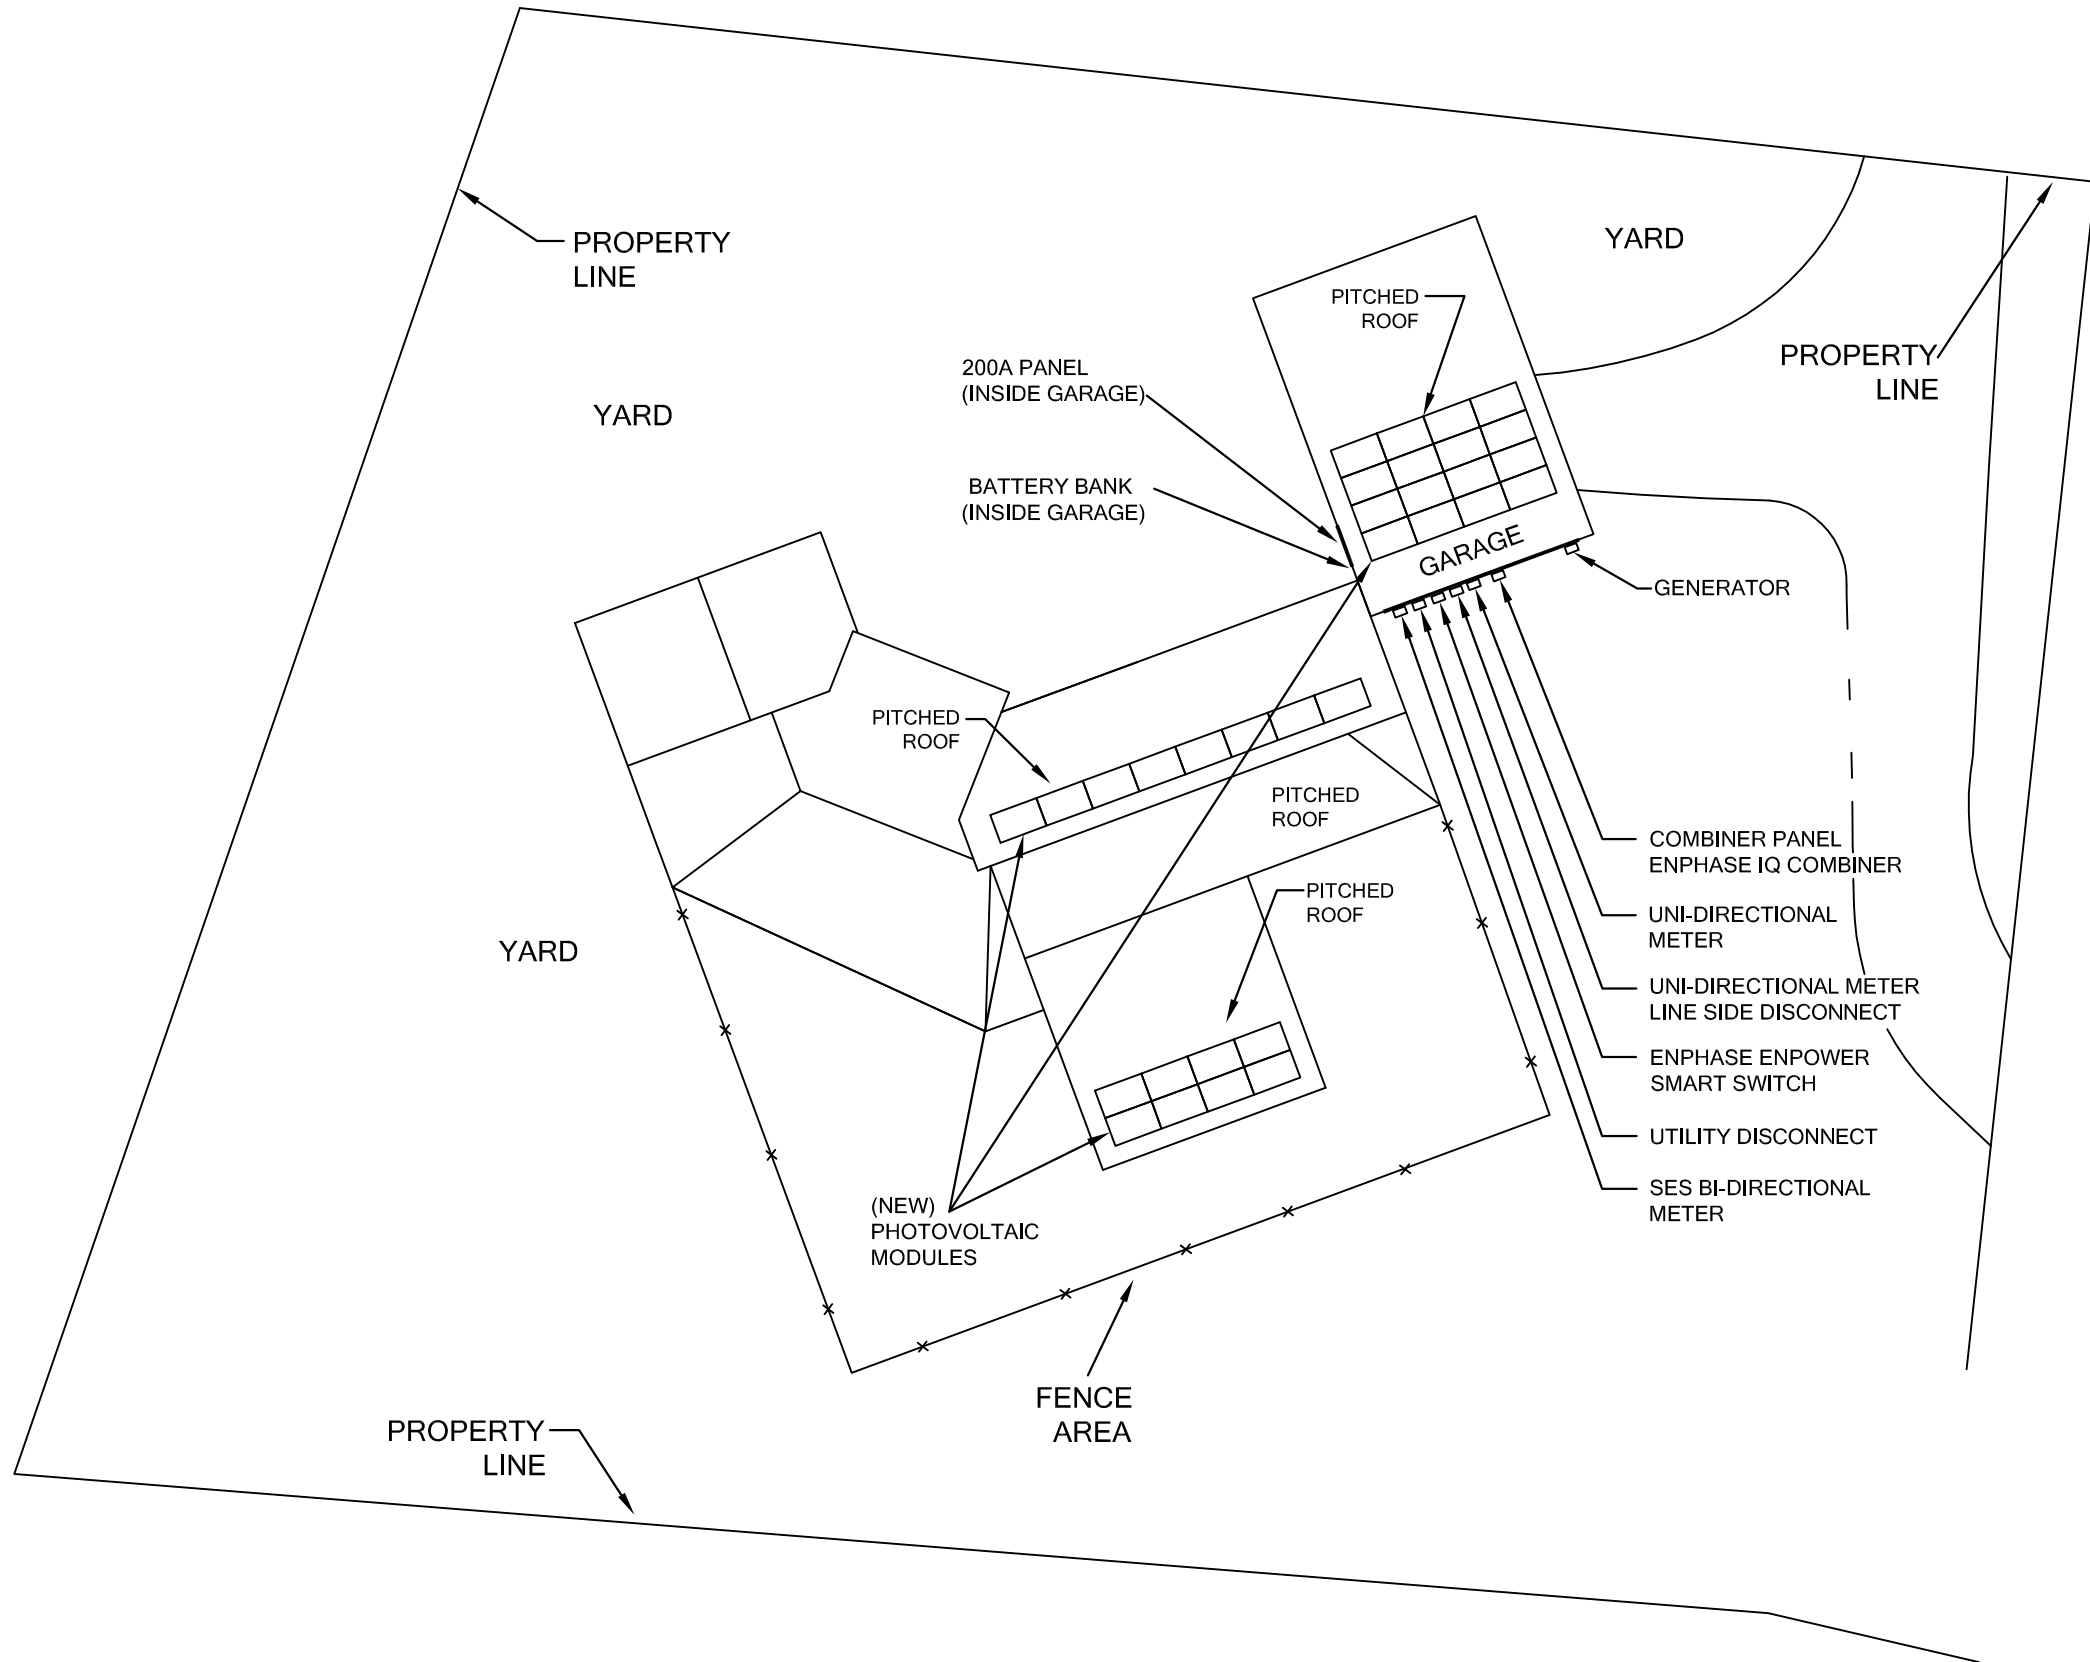 PROPERTY
LINE
YARD
PITCHED
ROOF
PROPERTY
LINE
200A PANEL
(INSIDE GARAGE)
YARD
BATTERY BANK
(INSIDE GARAGE)
GARAGE
GENERATOR
PITCHED
ROOF
PITCHED
ROOF
COMBINER PANEL
ENPHASE IQ COMBINER
PITCHED
ROOF
UNI-DIRECTIONAL
METER
YARD
UNI-DIRECTIONAL METER
LINE SIDE DISCONNECT
ENPHASE ENPOWER
SMART SWITCH
UTILITY DISCONNECT
SES BI-DIRECTIONAL
METER
(NEW)
PHOTOVOLTAIC
MODULES
FENCE
AREA
PROPERTY
LINE